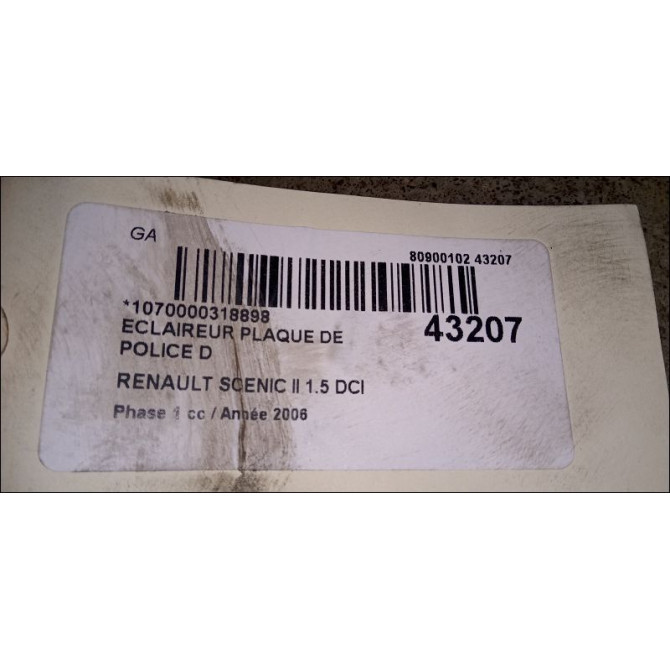 GA
80900102 43207
*1070000318898
43207
ECLAIREUR PLAQUE DE
POLICE D
RENAULT SCENIC II 1.5 DCI
Phase 1 cc / Année 2006